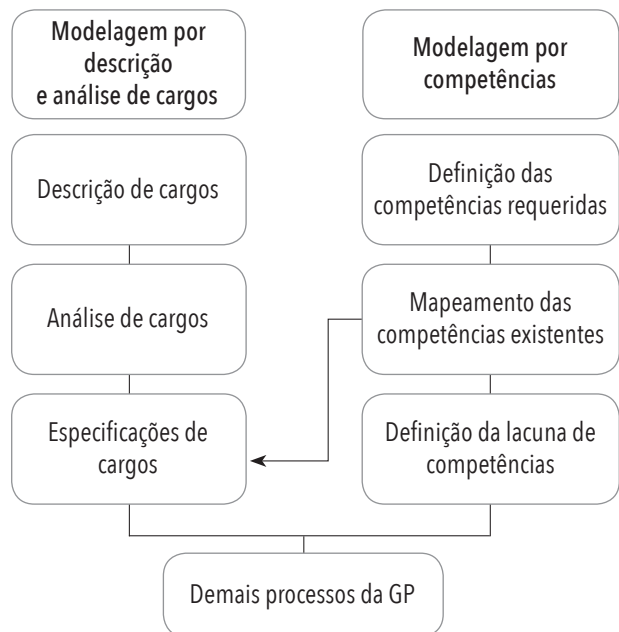 Modelagem por
descrição
e análise de cargos
Modelagem por
competências
Descrição de cargos
Definição das
competências requeridas
Análise de cargos
Mapeamento das
competências existentes
Especificações de
cargos
Definição da lacuna de
competências
Demais processos da GP